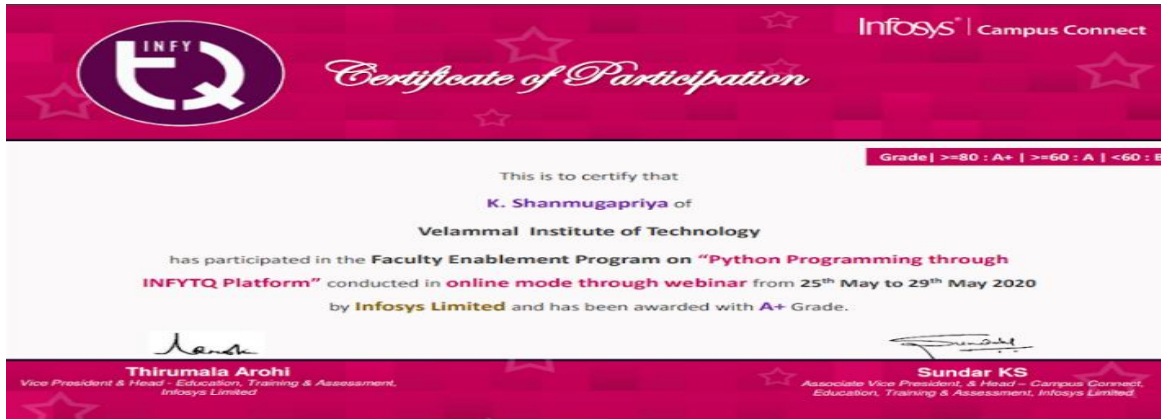 INFY
TQ
Infosys® | Campus Connect
Certificate of Participation
Grade| >=80 : A+ | >=60 : A | <60 : B
This is to certify that
K. Shanmugapriya of
Velammal Institute of Technology
has participated in the Faculty Enablement Program on “Python Programming through
INFYTQ Platform” conducted in online mode through webinar from 25th May to 29th May 2020
by Infosys Limited and has been awarded with A+ Grade.
Thirumala Arohi
Vice President & Head - Education, Training & Assessment,
Infosys Limited
Sundar KS
Associate Vice President, & Head – Campus Connect,
Education, Training & Assessment, Infosys Limited